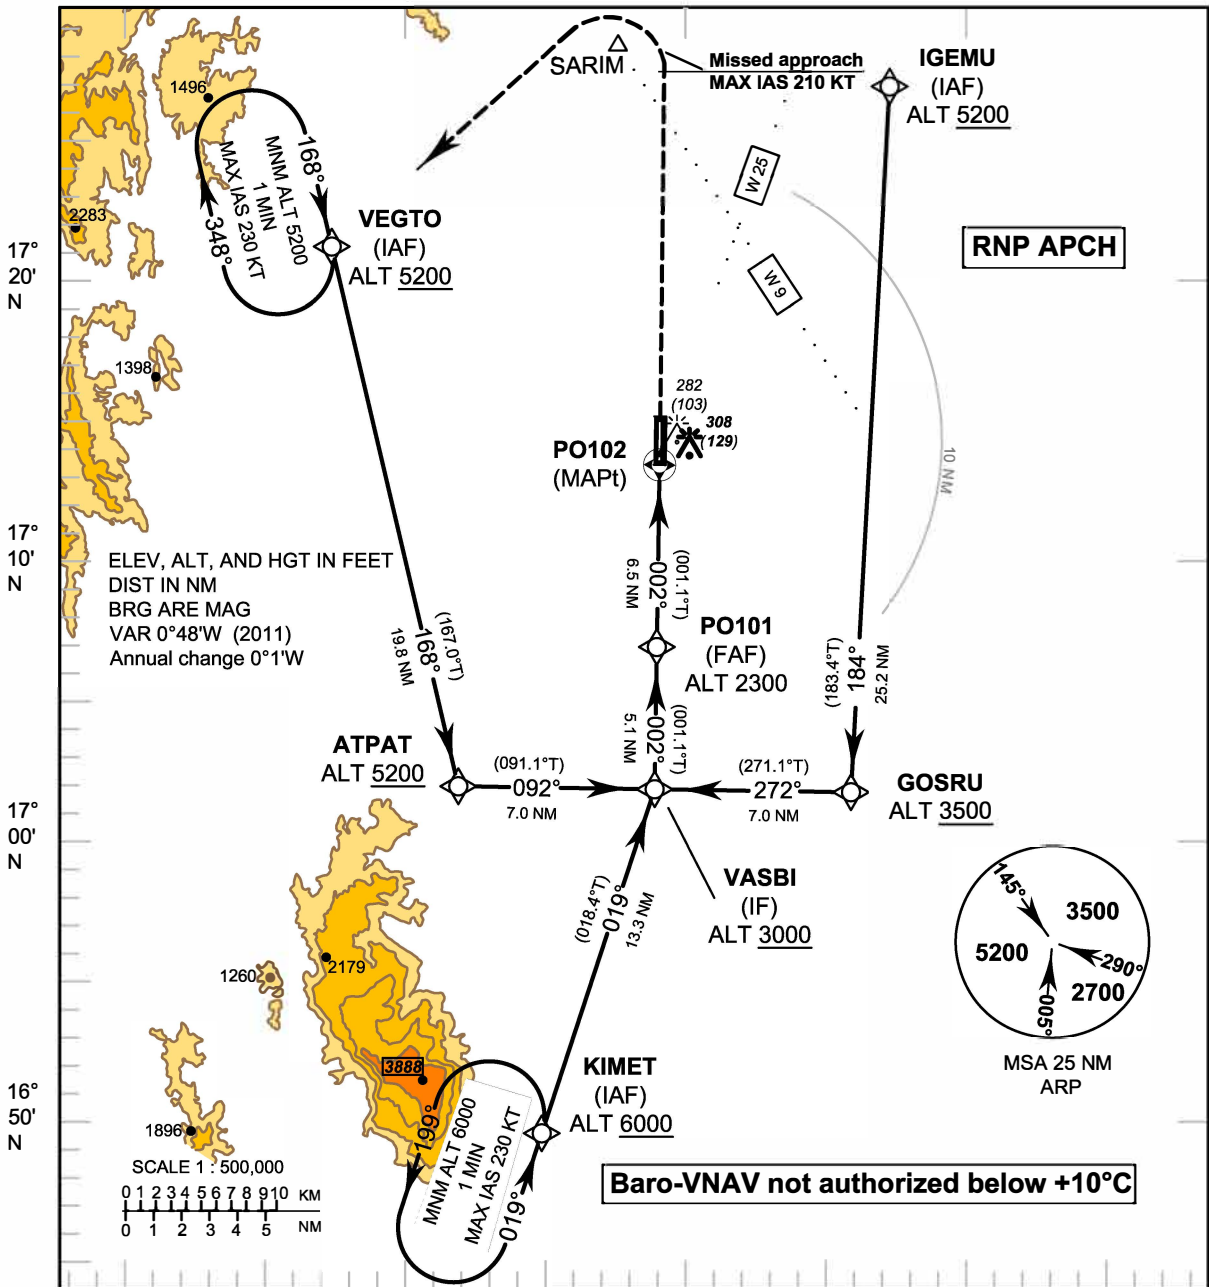 SARIM
Missed approach
MAX IAS 210 KT
IGEMU
(IAF)
ALT 5200
1496
168°
MNM ALT 5200
1 MIN
MAX IAS 230 KT
348°
2283
VEGTO
(IAF)
ALT 5200
W 25
W 9
RNP APCH
17°
20'
N
1398
282
(103)
308
(129)
PO102
(MAPt)
10 NM
17°
10'
N
ELEV, ALT, AND HGT IN FEET
DIST IN NM
BRG ARE MAG
VAR 0°48'W (2011)
Annual change 0°1'W
(001.1°T)
002°
6.5 NM
PO101
(FAF)
ALT 2300
(167.0°T)
168°
19.8 NM
(183.4°T)
184°
25.2 NM
(001.1°T)
002°
5.1 NM
ATPAT
ALT 5200
(091.1°T)
092°
7.0 NM
(271.1°T)
272°
7.0 NM
GOSRU
ALT 3500
17°
00'
N
VASBI
(IF)
ALT 3000
(018.4°T)
019°
13.3 NM
145°
3500
5200
290°
2700
005°
MSA 25 NM
ARP
2179
1260
3888
KIMET
(IAF)
ALT 6000
16°
50'
N
1896
199°
MNM ALT 6000
1 MIN
MAX IAS 230 KT
019°
SCALE 1 : 500,000
0 1 2 3 4 5 6 7 8 9 10 KM
0 1 2 3 4 5 NM
Baro-VNAV not authorized below +10°C